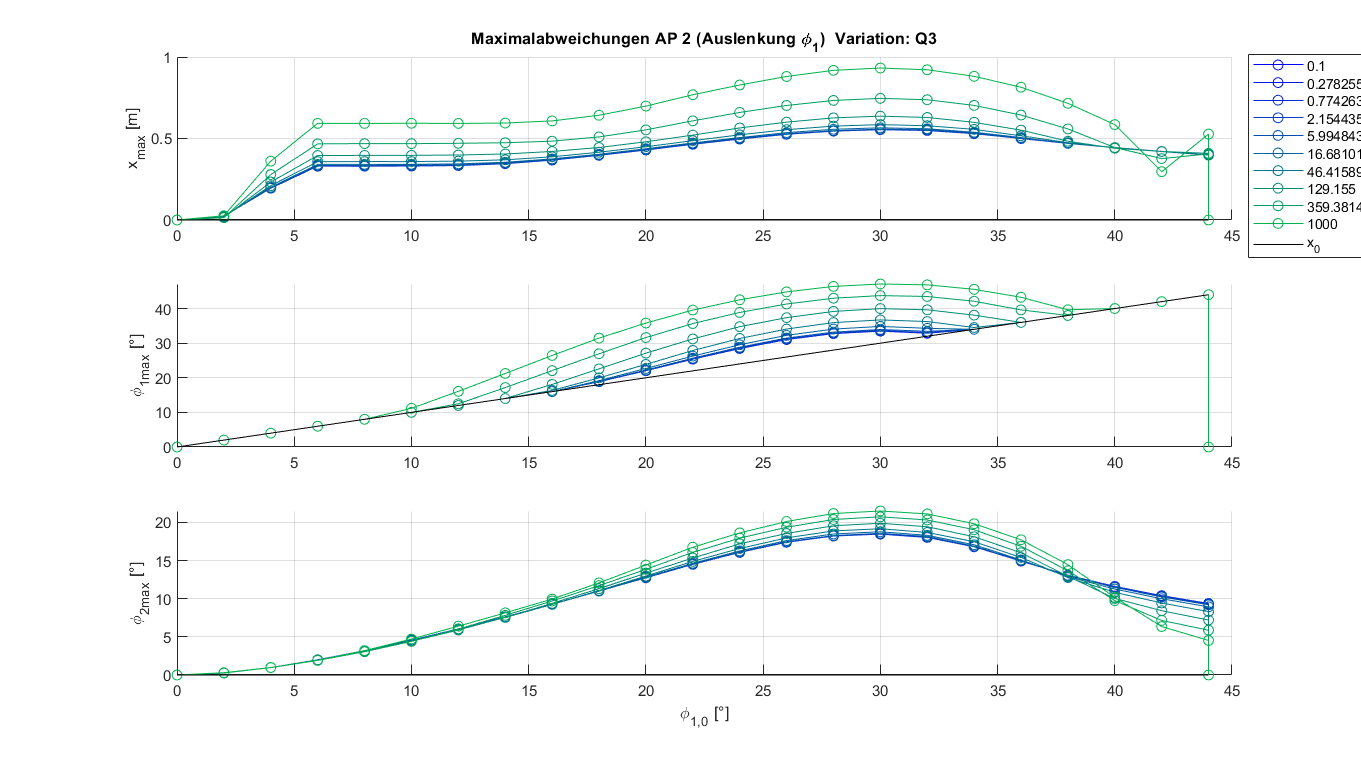 Maximalabweichungen AP 2 (Auslenkung ϕ1) Variation: Q3
1
0.5
0
xmax [m]
0 5 10 15 20 25 30 35 40 45
0.1
0.278255
0.774263
2.154435
5.994843
16.68101
46.41589
129.155
359.3814
1000
x0
40
30
20
10
0
ϕ1max [°]
0 5 10 15 20 25 30 35 40 45
20
15
10
5
0
ϕ2max [°]
0 5 10 15 20 25 30 35 40 45
ϕ1,0 [°]